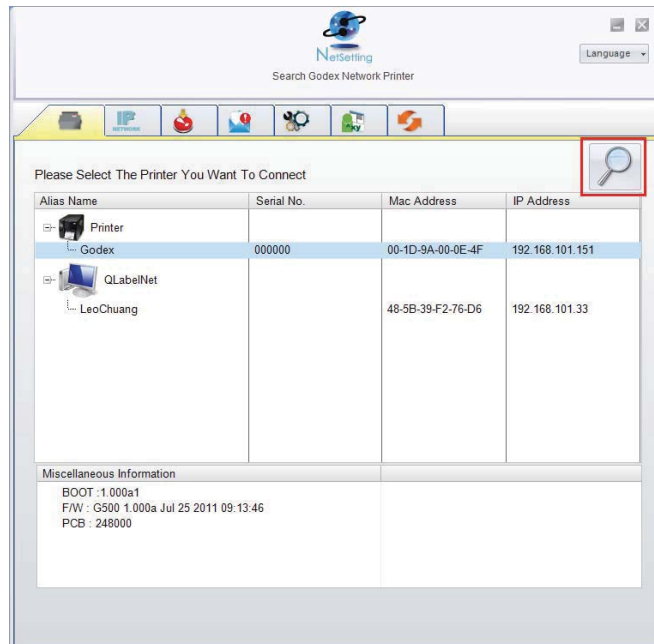 NetSetting
Language
Search Godex Network Printer
IP
NETWORK
Please Select The Printer You Want To Connect
Alias Name Serial No. Mac Address IP Address
Printer
Godex 000000 00-1D-9A-00-0E-4F 192.168.101.151
QLabelNet
LeoChuang 48-5B-39-F2-76-D6 192.168.101.33
Miscellaneous Information
BOOT :1.000a1
F/W : G500 1.000a Jul 25 2011 09:13:46
PCB : 248000